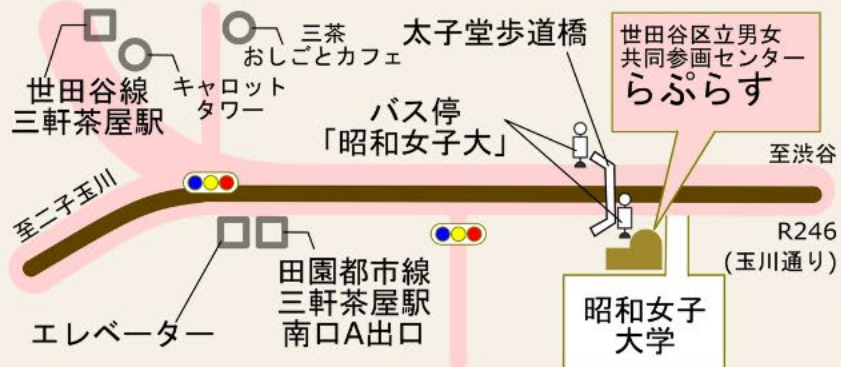 三茶
おしごとカフェ
太子堂歩道橋
世田谷区立男女
共同参画センター
らぷらす
世田谷線
三軒茶屋駅
キャロット
タワー
バス停
「昭和女子大」
至渋谷
至二子玉川
R246
(玉川通り)
田園都市線
三軒茶屋駅
南口A出口
エレベーター
昭和女子
大学